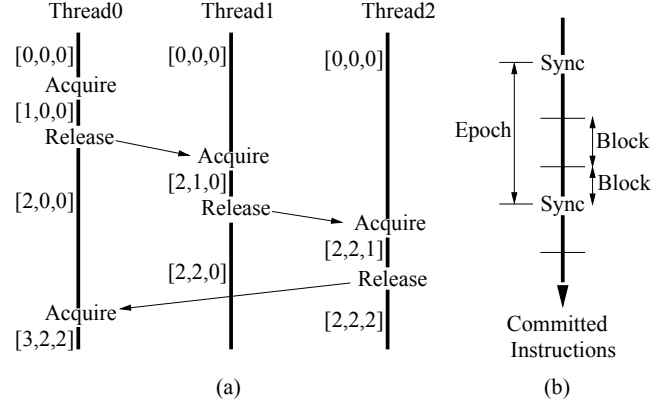 Thread0 Thread1 Thread2
[0,0,0] [0,0,0] [0,0,0]
Acquire
[1,0,0]
Release
Acquire
[2,1,0]
[2,0,0]
Release
Acquire
[2,2,1]
[2,2,0]
Release
Acquire
[2,2,2]
[3,2,2]
(a)
Sync
Epoch
Block
Block
Sync
Committed
Instructions
(b)